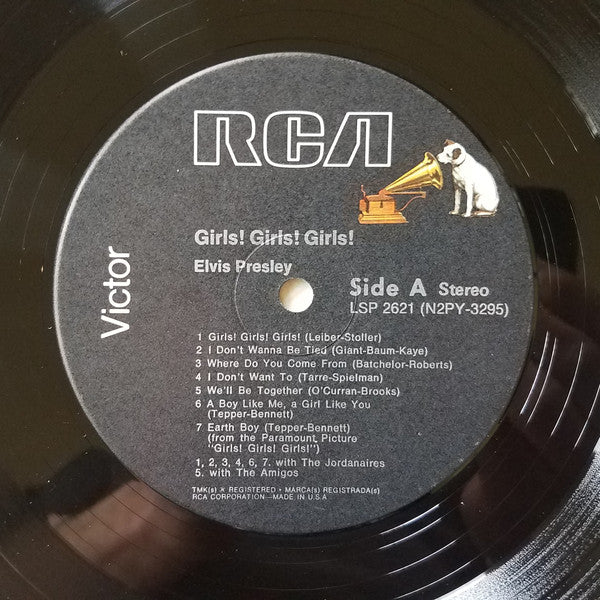 RCA
Victor
Girls! Girls! Girls!
Elvis Presley
Side A Stereo
LSP 2621 (N2PY-3295)
1 Girls! Girls! Girls! (Leiber-Stoller)
2 I Don't Wanna Be Tied (Giant-Baum-Kaye)
3 Where Do You Come From (Batchelor-Roberts)
4 I Don't Want To (Tarre-Spielman)
5 We'll Be Together (O'Curran-Brooks)
6 A Boy Like Me, a Girl Like You
(Tepper-Bennett)
7 Earth Boy (Tepper-Bennett)
(from the Paramount Picture
"Girls! Girls! Girls!")
1, 2, 3, 4, 6, 7. with The Jordanaires
5. with The Amigos
TMK(s) ® REGISTERED • MARCA(s) REGISTRADA(s)
RCA CORPORATION—MADE IN U.S.A